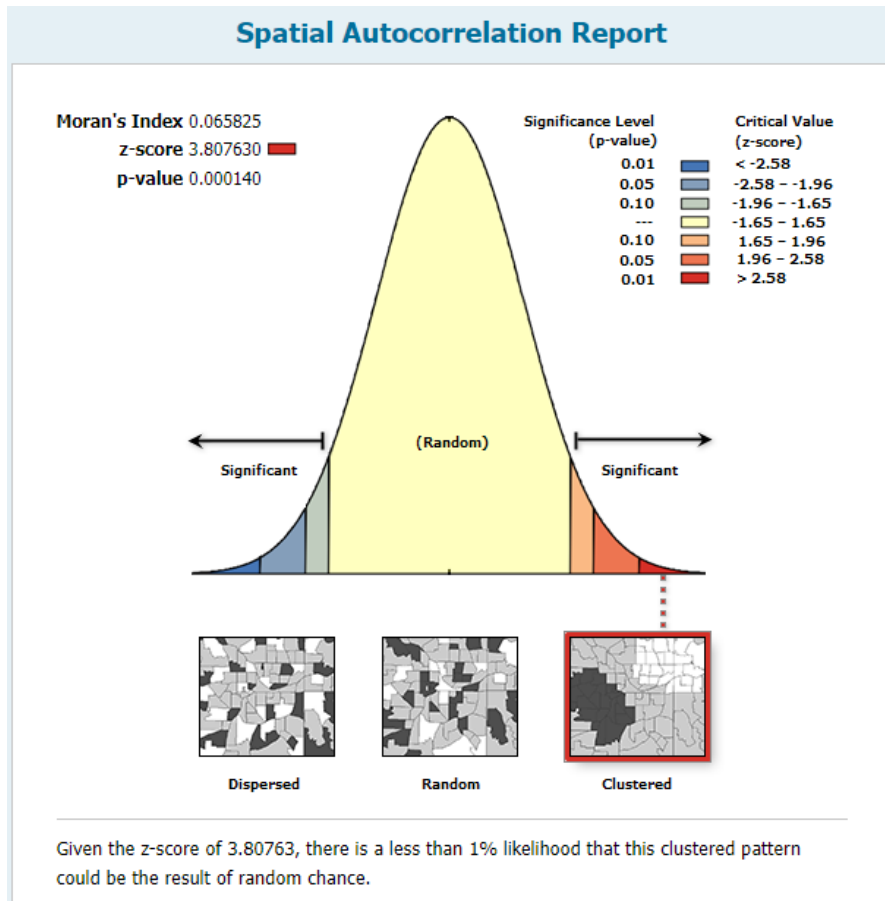 Spatial Autocorrelation Report
Moran's Index 0.065825
z-score 3.807630
p-value 0.000140
Significance Level Critical Value
(p-value) (z-score)
0.01 < -2.58
0.05 -2.58 – -1.96
0.10 -1.96 – -1.65
--- -1.65 – 1.65
0.10 1.65 – 1.96
0.05 1.96 – 2.58
0.01 > 2.58
(Random)
Significant Significant
Dispersed Random Clustered
Given the z-score of 3.80763, there is a less than 1% likelihood that this clustered pattern
could be the result of random chance.